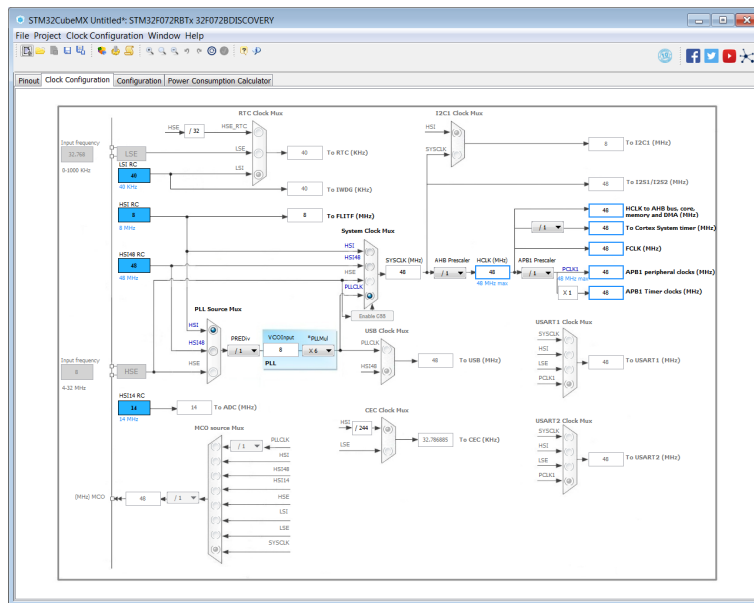 STM32CubeMX Untitled*: STM32F072RBTx 32F072BDISCOVERY
File Project Clock Configuration Window Help
Pinout Clock Configuration Configuration Power Consumption Calculator
RTC Clock Mux
HSE / 32 HSE_RTC
Input frequency
32,768 LSE LSE 40 To RTC (KHz)
0-1000 KHz
LSI RC
40 LSI
40 KHz
40 To IWDG (KHz)
HSI RC
8 8 To FLITF (MHz)
8 MHz
I2C1 Clock Mux
HSI
SYSCLK
8 To I2C1 (MHz)
48 To I2S1/I2S2 (MHz)
System Clock Mux
HSI
HSI48
HSE
PLLCLK
HSI48 RC
48
48 MHz
Enable CSS
SYSCLK (MHz) AHB Prescaler HCLK (MHz) APB1 Prescaler
48 / 1 48 / 1
48 MHz max
PCLK1
48 MHz max
X 1
/ 1
48 HCLK to AHB bus, core,
memory and DMA (MHz)
48 To Cortex System timer (MHz)
48 FCLK (MHz)
48 APB1 peripheral clocks (MHz)
48 APB1 Timer clocks (MHz)
PLL Source Mux
HSI
HSI48
HSE
PREDiv
/ 1
VCOInput *PLLMul
8 X 6
PLL
Input frequency
8 HSE
4-32 MHz
HSI14 RC
14 14 To ADC (MHz)
14 MHz
USB Clock Mux
PLLCLK
HSI48
48 To USB (MHz)
USART1 Clock Mux
SYSCLK
HSI
LSE
PCLK1
48 To USART1 (MHz)
CEC Clock Mux
HSI / 244
LSE
32,786885 To CEC (KHz)
USART2 Clock Mux
SYSCLK
HSI
LSE
PCLK1
48 To USART2 (MHz)
MCO source Mux
/ 1 PLLCLK
HSI
HSI48
HSI14
HSE
LSI
LSE
SYSCLK
(MHz) MCO 48 / 1